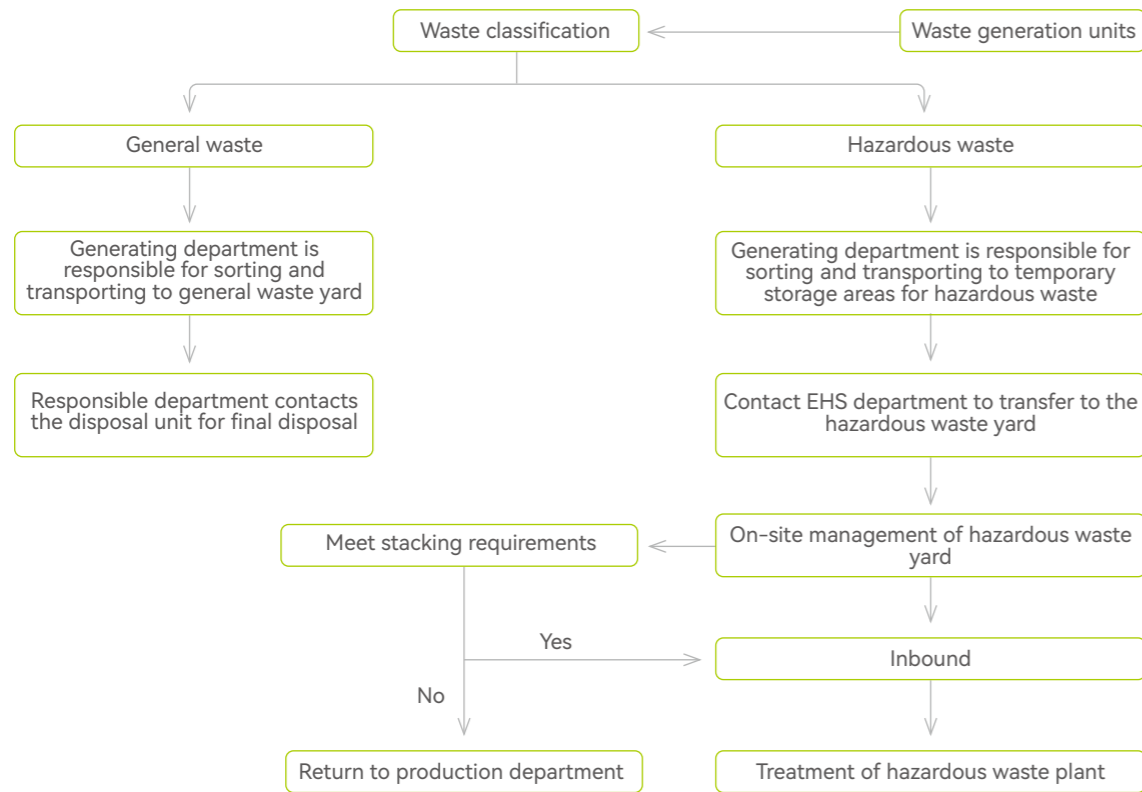 Waste classification
Waste generation units
General waste
Hazardous waste
Generating department is
responsible for sorting and
transporting to general waste yard
Generating department is responsible for
sorting and transporting to temporary
storage areas for hazardous waste
Responsible department contacts
the disposal unit for final disposal
Contact EHS department to transfer to the
hazardous waste yard
Meet stacking requirements
On-site management of hazardous waste
yard
Yes
Inbound
No
Return to production department
Treatment of hazardous waste plant